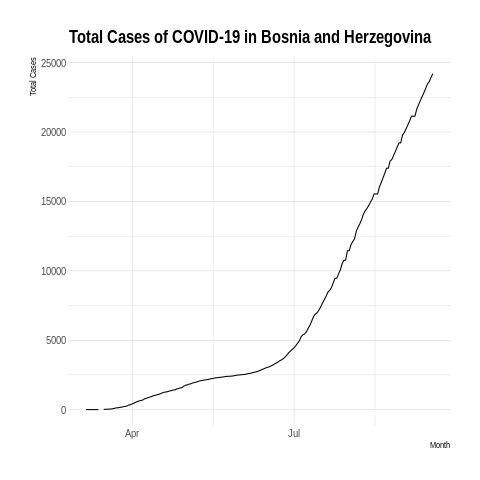 Total Cases of COVID-19 in Bosnia and Herzegovina
Total Cases
25000
20000
15000
10000
5000
0
Apr Jul
Month